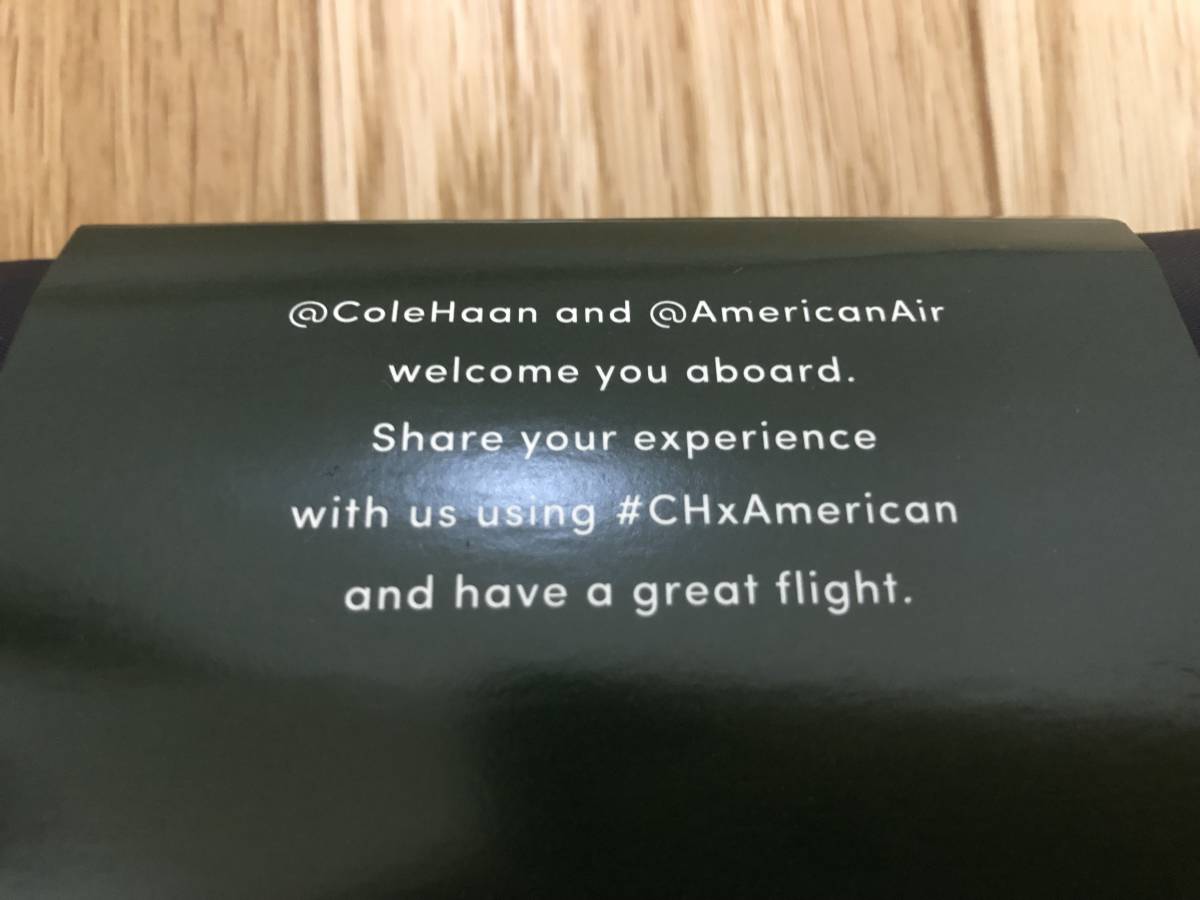 @ColeHaan and @AmericanAir
welcome you aboard.
Share your experience
with us using #CHxAmerican
and have a great flight.